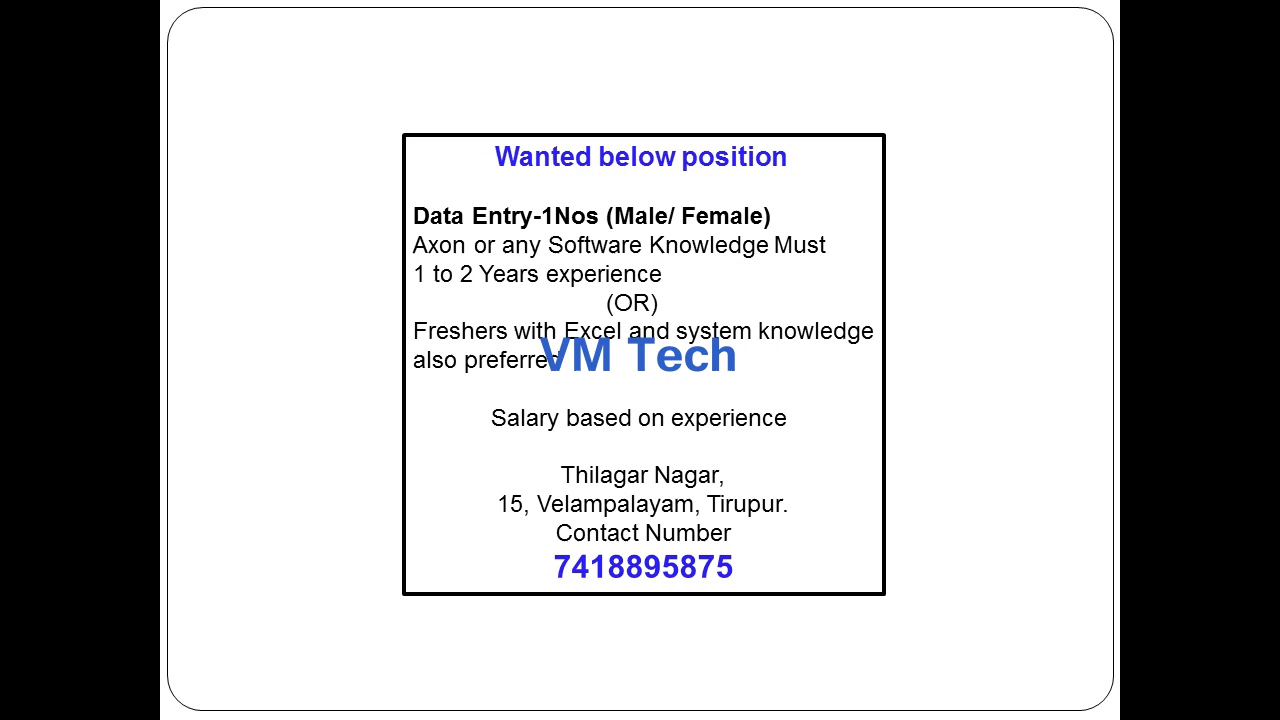 Wanted below position
Data Entry-1Nos (Male/ Female)
Axon or any Software Knowledge Must
1 to 2 Years experience
(OR)
Freshers with Excel and system knowledge
also preferred
VM Tech
Salary based on experience
Thilagar Nagar,
15, Velampalayam, Tirupur.
Contact Number
7418895875